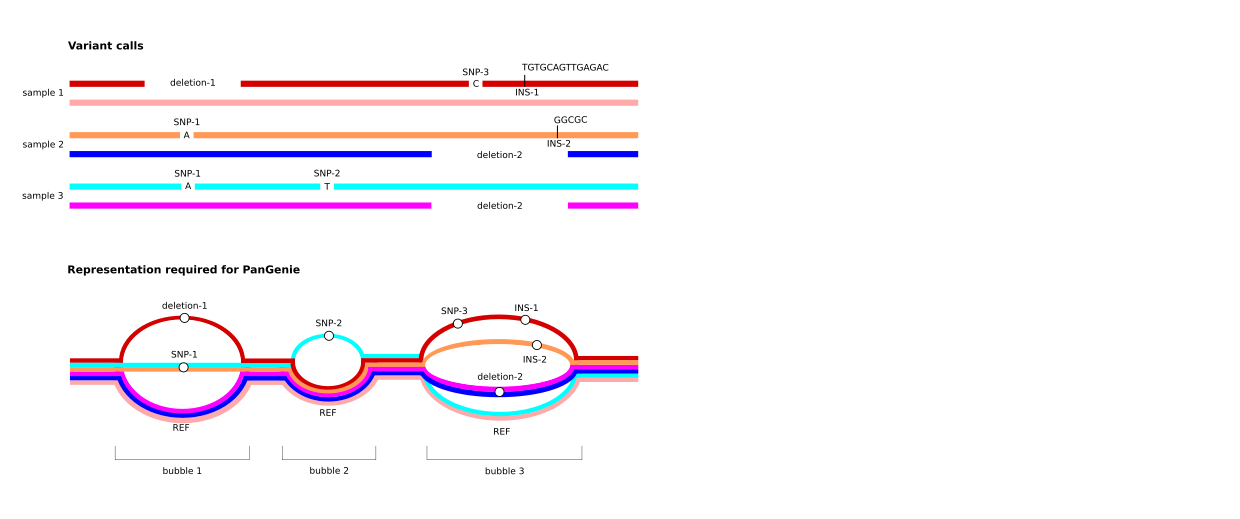 Variant calls
TGTGCAGTTGAGAC
SNP-3
deletion-1
C
sample 1
INS-1
SNP-1
GGCGC
A
sample 2
INS-2
deletion-2
SNP-1
SNP-2
A
T
sample 3
deletion-2
Representation required for PanGenie
deletion-1
SNP-3
INS-1
SNP-2
SNP-1
INS-2
deletion-2
REF
REF
REF
bubble 1
bubble 2
bubble 3